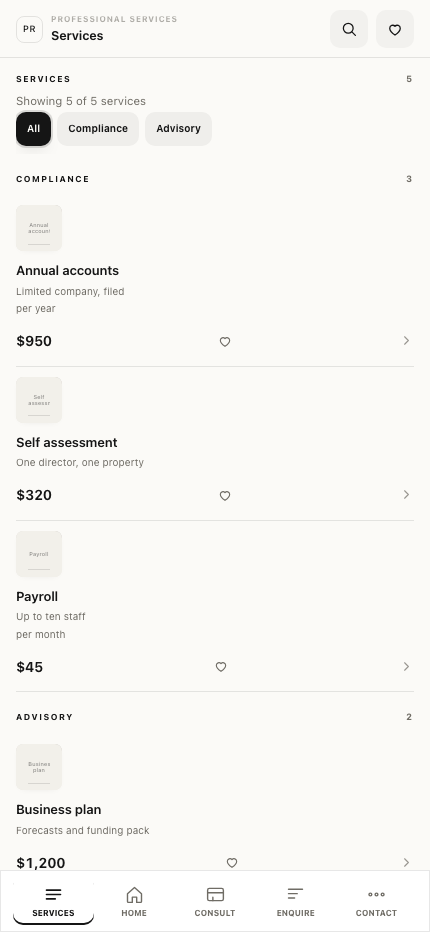 PR
PROFESSIONAL SERVICES
Services
SERVICES 5
Showing 5 of 5 services
All Compliance Advisory
COMPLIANCE 3
Annual
account
Annual accounts
Limited company, filed
per year
$950
Self
assessm
Self assessment
One director, one property
$320
Payroll
Payroll
Up to ten staff
per month
$45
ADVISORY 2
Busines
plan
Business plan
Forecasts and funding pack
$1,200
SERVICES HOME CONSULT ENQUIRE CONTACT